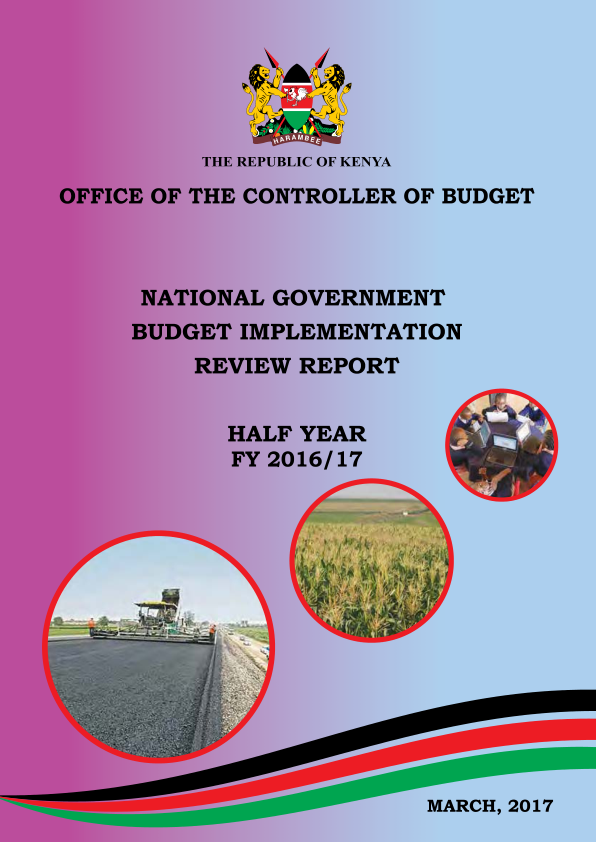 HARAMBEE
THE REPUBLIC OF KENYA
OFFICE OF THE CONTROLLER OF BUDGET
NATIONAL GOVERNMENT
BUDGET IMPLEMENTATION
REVIEW REPORT
HALF YEAR
FY 2016/17
MARCH, 2017